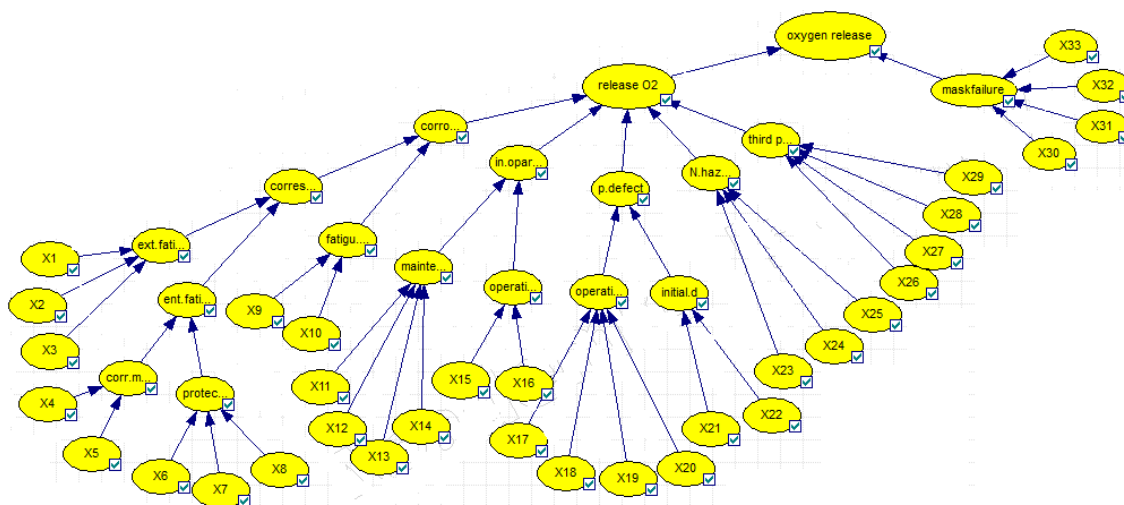 oxygen release
X33
release O2
maskfailure
X32
corro...
X31
third p...
in.opar...
X30
N.haz...
X29
corres...
p.defect
X28
ext.fati...
fatigu....
X27
X1
mainte...
X26
X2
ent.fati...
operati...
operati...
initial.d
X9
X25
X10
X3
X24
corr.m...
X15
X16
X23
X11
protec...
X4
X22
X12
X14
X21
X17
X5
X13
X6
X8
X18
X19
X20
X7